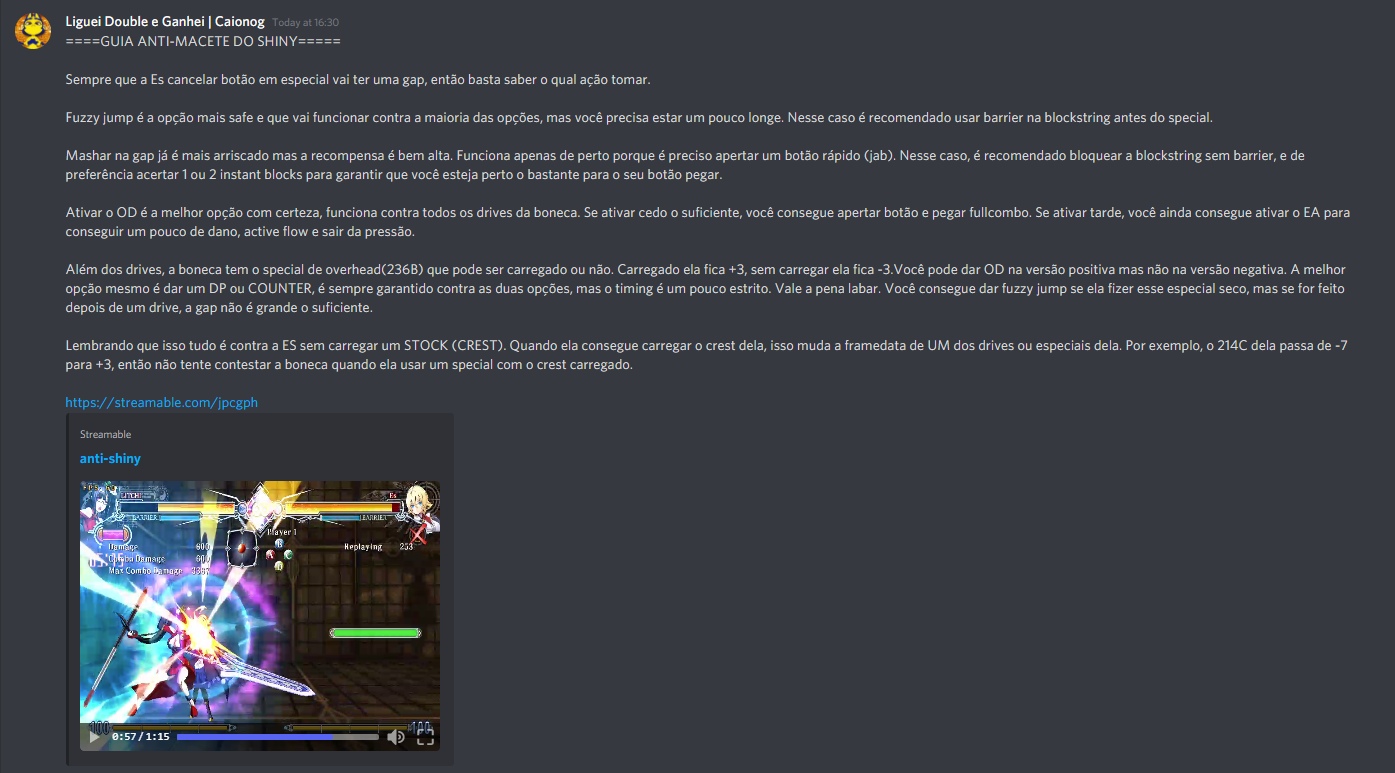 Liguei Double e Ganhei | Caionog Today at 16:30
====GUIA ANTI-MACETE DO SHINY=====
Sempre que a Es cancelar botão em especial vai ter uma gap, então basta saber o qual ação tomar.
Fuzzy jump é a opção mais safe e que vai funcionar contra a maioria das opções, mas você precisa estar um pouco longe. Nesse caso é recomendado usar barrier na blockstring antes do special.
Mashar na gap já é mais arriscado mas a recompensa é bem alta. Funciona apenas de perto porque é preciso apertar um botão rápido (jab). Nesse caso, é recomendado bloquear a blockstring sem barrier, e de
preferência acertar 1 ou 2 instant blocks para garantir que você esteja perto o bastante para o seu botão pegar.
Ativar o OD é a melhor opção com certeza, funciona contra todos os drives da boneca. Se ativar cedo o suficiente, você consegue apertar botão e pegar fullcombo. Se ativar tarde, você ainda consegue ativar o EA para
conseguir um pouco de dano, active flow e sair da pressão.
Além dos drives, a boneca tem o special de overhead(236B) que pode ser carregado ou não. Carregado ela fica +3, sem carregar ela fica -3.Você pode dar OD na versão positiva mas não na versão negativa. A melhor
opção mesmo é dar um DP ou COUNTER, é sempre garantido contra as duas opções, mas o timing é um pouco estrito. Vale a pena labar. Você consegue dar fuzzy jump se ela fizer esse especial seco, mas se for feito
depois de um drive, a gap não é grande o suficiente.
Lembrando que isso tudo é contra a ES sem carregar um STOCK (CREST). Quando ela consegue carregar o crest dela, isso muda a framedata de UM dos drives ou especiais dela. Por exemplo, o 214C dela passa de -7
para +3, então não tente contestar a boneca quando ela usar um special com o crest carregado.
https://streamable.com/jpcgph
Streamable
anti-shiny
LITCHI Es
BARRIER BARRIER
Player 1
Damage 600 Replaying 253
Combo Damage
Max Combo Damage
100 100
0:57 / 1:15